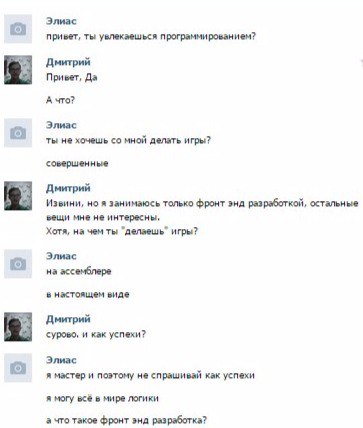 Элиас
привет, ты увлекаешься программированием?
Дмитрий
Привет, Да
А что?
Элиас
ты не хочешь со мной делать игры?
совершенные
Дмитрий
Извини, но я занимаюсь только фронт энд разработкой, остальные
вещи мне не интересны.
Хотя, на чем ты "делаешь" игры?
Элиас
на ассемблере
в настоящем виде
Дмитрий
сурово. и как успехи?
Элиас
я мастер и поэтому не спрашивай как успехи
я могу всё в мире логики
а что такое фронт энд разработка?